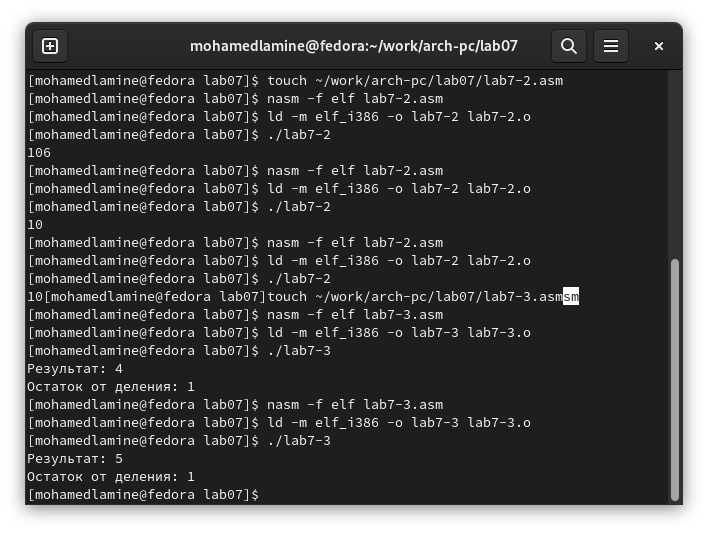 mohamedlamine@fedora:~/work/arch-pc/lab07
[mohamedlamine@fedora lab07]$ touch ~/work/arch-pc/lab07/lab7-2.asm
[mohamedlamine@fedora lab07]$ nasm -f elf lab7-2.asm
[mohamedlamine@fedora lab07]$ ld -m elf_i386 -o lab7-2 lab7-2.o
[mohamedlamine@fedora lab07]$ ./lab7-2
106
[mohamedlamine@fedora lab07]$ nasm -f elf lab7-2.asm
[mohamedlamine@fedora lab07]$ ld -m elf_i386 -o lab7-2 lab7-2.o
[mohamedlamine@fedora lab07]$ ./lab7-2
10
[mohamedlamine@fedora lab07]$ nasm -f elf lab7-2.asm
[mohamedlamine@fedora lab07]$ ld -m elf_i386 -o lab7-2 lab7-2.o
[mohamedlamine@fedora lab07]$ ./lab7-2
10[mohamedlamine@fedora lab07]touch ~/work/arch-pc/lab07/lab7-3.asmsm
[mohamedlamine@fedora lab07]$ nasm -f elf lab7-3.asm
[mohamedlamine@fedora lab07]$ ld -m elf_i386 -o lab7-3 lab7-3.o
[mohamedlamine@fedora lab07]$ ./lab7-3
Результат: 4
Остаток от деления: 1
[mohamedlamine@fedora lab07]$ nasm -f elf lab7-3.asm
[mohamedlamine@fedora lab07]$ ld -m elf_i386 -o lab7-3 lab7-3.o
[mohamedlamine@fedora lab07]$ ./lab7-3
Результат: 5
Остаток от деления: 1
[mohamedlamine@fedora lab07]$